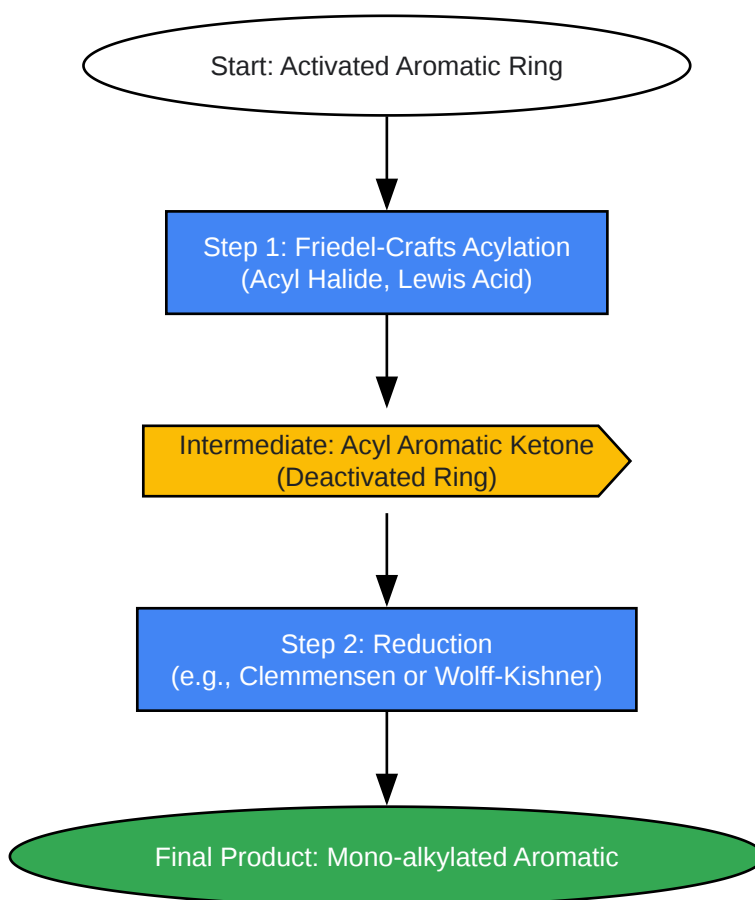 Start: Activated Aromatic Ring
Step 1: Friedel-Crafts Acylation
(Acyl Halide, Lewis Acid)
Intermediate: Acyl Aromatic Ketone
(Deactivated Ring)
Step 2: Reduction
(e.g., Clemmensen or Wolff-Kishner)
Final Product: Mono-alkylated Aromatic